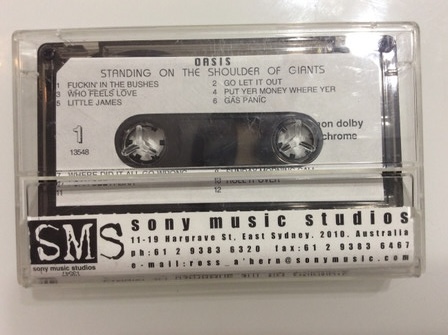 OASIS
STANDING ON THE SHOULDER OF GIANTS
1 FUCKIN' IN THE BUSHES 2 GO LET IT OUT
3 WHO FEELS LOVE 4 PUT YER MONEY WHERE YER
5 LITTLE JAMES 6 GAS PANIC
1
13548
non dolby
chrome
7 WHERE DID IT ALL GO WRONG
ROLL IT OVER
SMS sony music studios
11-19 Hargrave St, East Sydney, 2010. Australia
ph:61 2 9383 6320 fax:61 2 9383 6467
e-mail:ross_a'hern@sonymusic.com
sony music studios